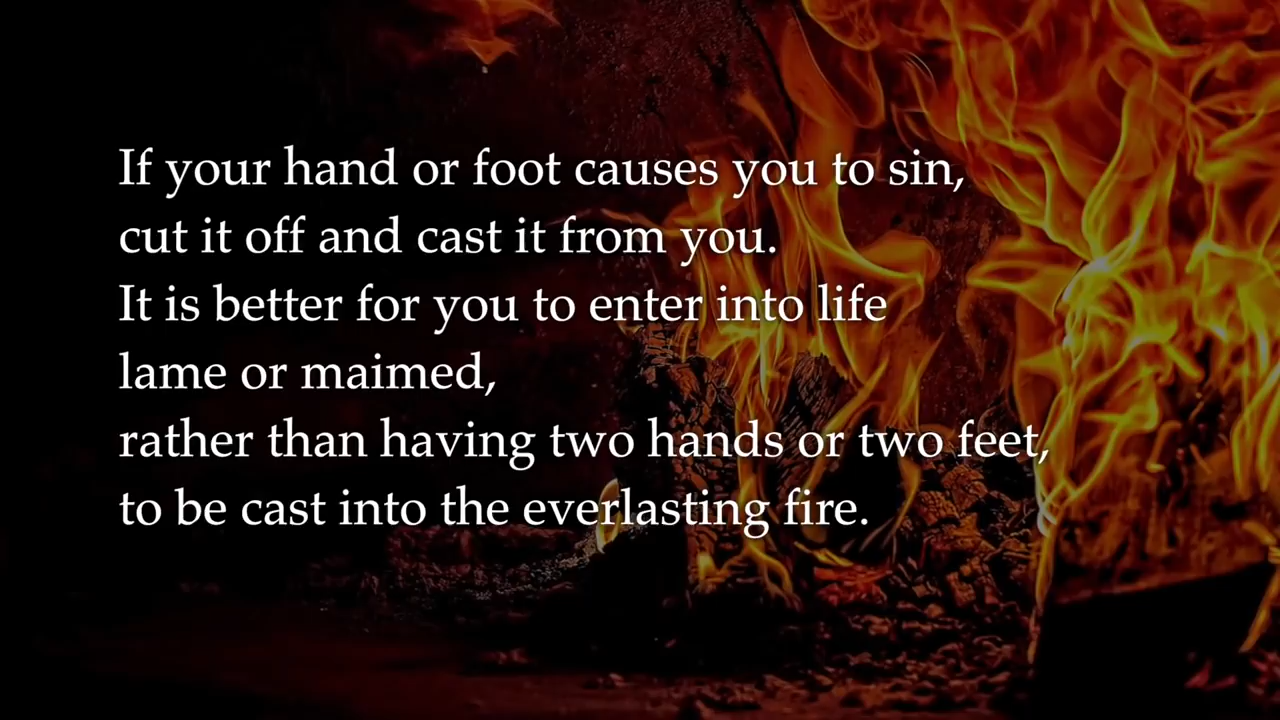 If your hand or foot causes you to sin,
cut it off and cast it from you.
It is better for you to enter into life
lame or maimed,
rather than having two hands or two feet,
to be cast into the everlasting fire.